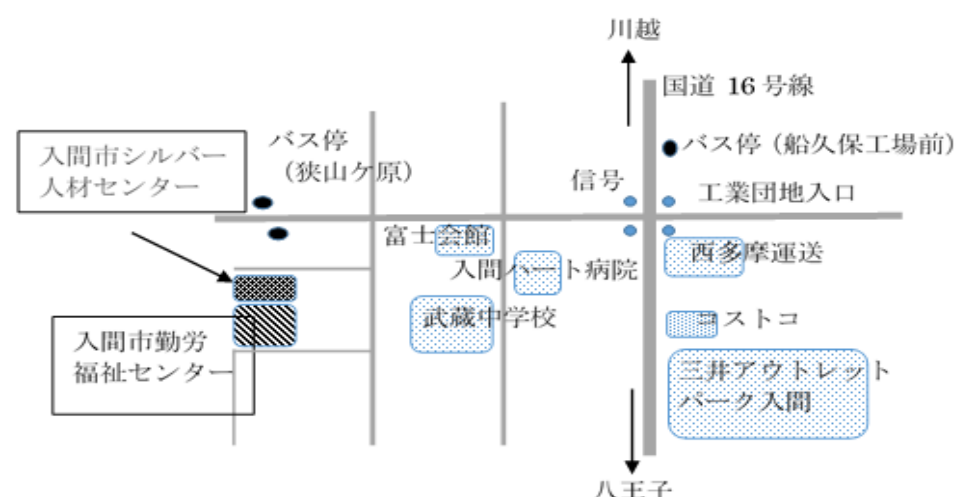 川越
国道 16 号線
バス停
（狭山ケ原）
バス停（船久保工場前）
入間市シルバー
人材センター
信号
工業団地入口
富士会館
西多摩運送
入間ハート病院
武蔵中学校
コストコ
入間市勤労
福祉センター
三井アウトレット
パーク入間
八王子